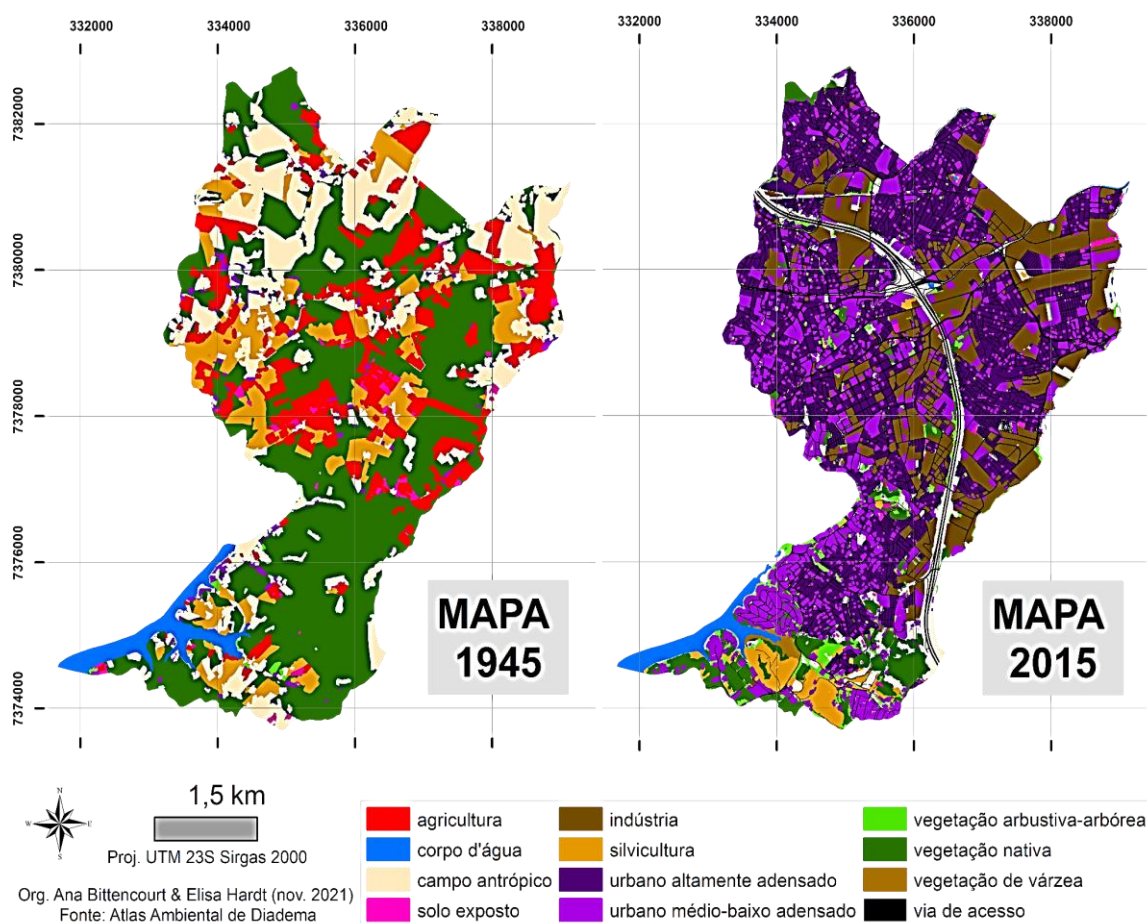 332000 334000 336000 338000 332000 334000 336000 338000
7382000
7380000
7378000
7376000
7374000
MAPA
1945
MAPA
2015
N
W E
S
1,5 km
Proj. UTM 23S Sirgas 2000
Org. Ana Bittencourt & Elisa Hardt (nov. 2021)
Fonte: Atlas Ambiental de Diadema
agricultura
corpo d'água
campo antrópico
solo exposto
indústria
silvicultura
urbano altamente adensado
urbano médio-baixo adensado
vegetação arbustiva-arbórea
vegetação nativa
vegetação de várzea
via de acesso